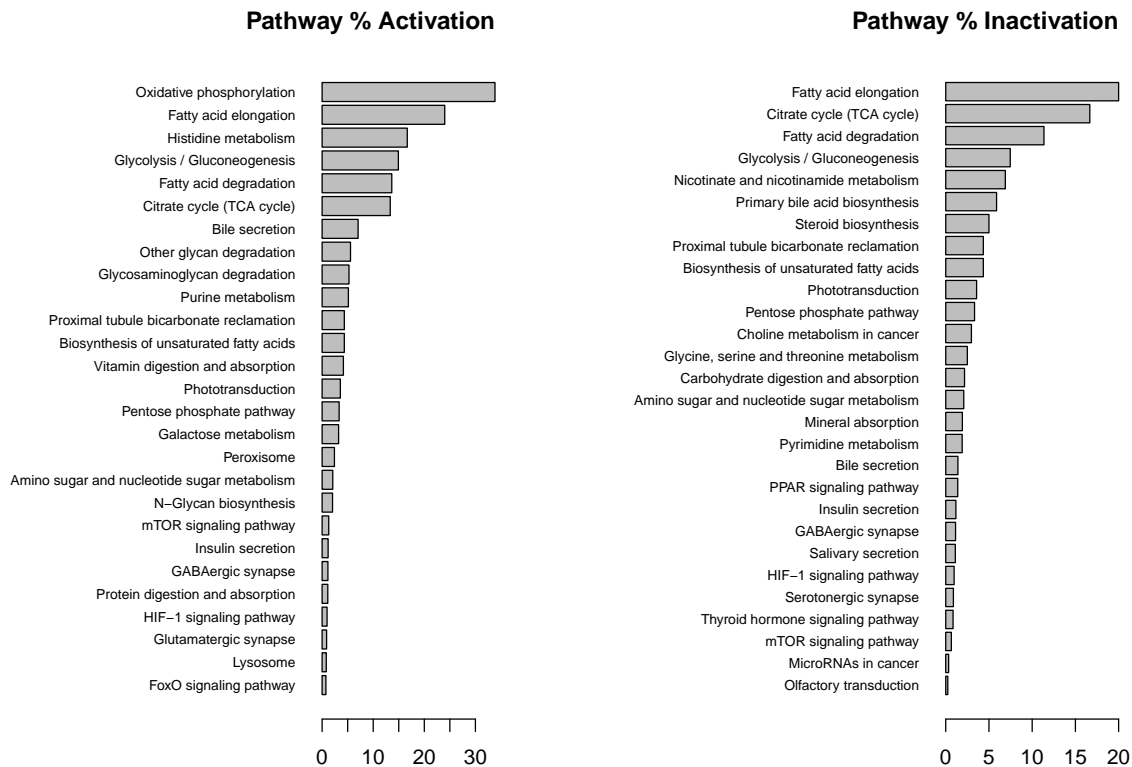 Pathway % Activation
Oxidative phosphorylation
Fatty acid elongation
Histidine metabolism
Glycolysis / Gluconeogenesis
Fatty acid degradation
Citrate cycle (TCA cycle)
Bile secretion
Other glycan degradation
Glycosaminoglycan degradation
Purine metabolism
Proximal tubule bicarbonate reclamation
Biosynthesis of unsaturated fatty acids
Vitamin digestion and absorption
Phototransduction
Pentose phosphate pathway
Galactose metabolism
Peroxisome
Amino sugar and nucleotide sugar metabolism
N−Glycan biosynthesis
mTOR signaling pathway
Insulin secretion
GABAergic synapse
Protein digestion and absorption
HIF−1 signaling pathway
Glutamatergic synapse
Lysosome
FoxO signaling pathway
0 10 20 30
Pathway % Inactivation
Fatty acid elongation
Citrate cycle (TCA cycle)
Fatty acid degradation
Glycolysis / Gluconeogenesis
Nicotinate and nicotinamide metabolism
Primary bile acid biosynthesis
Steroid biosynthesis
Proximal tubule bicarbonate reclamation
Biosynthesis of unsaturated fatty acids
Phototransduction
Pentose phosphate pathway
Choline metabolism in cancer
Glycine, serine and threonine metabolism
Carbohydrate digestion and absorption
Amino sugar and nucleotide sugar metabolism
Mineral absorption
Pyrimidine metabolism
Bile secretion
PPAR signaling pathway
Insulin secretion
GABAergic synapse
Salivary secretion
HIF−1 signaling pathway
Serotonergic synapse
Thyroid hormone signaling pathway
mTOR signaling pathway
MicroRNAs in cancer
Olfactory transduction
0 5 10 15 20